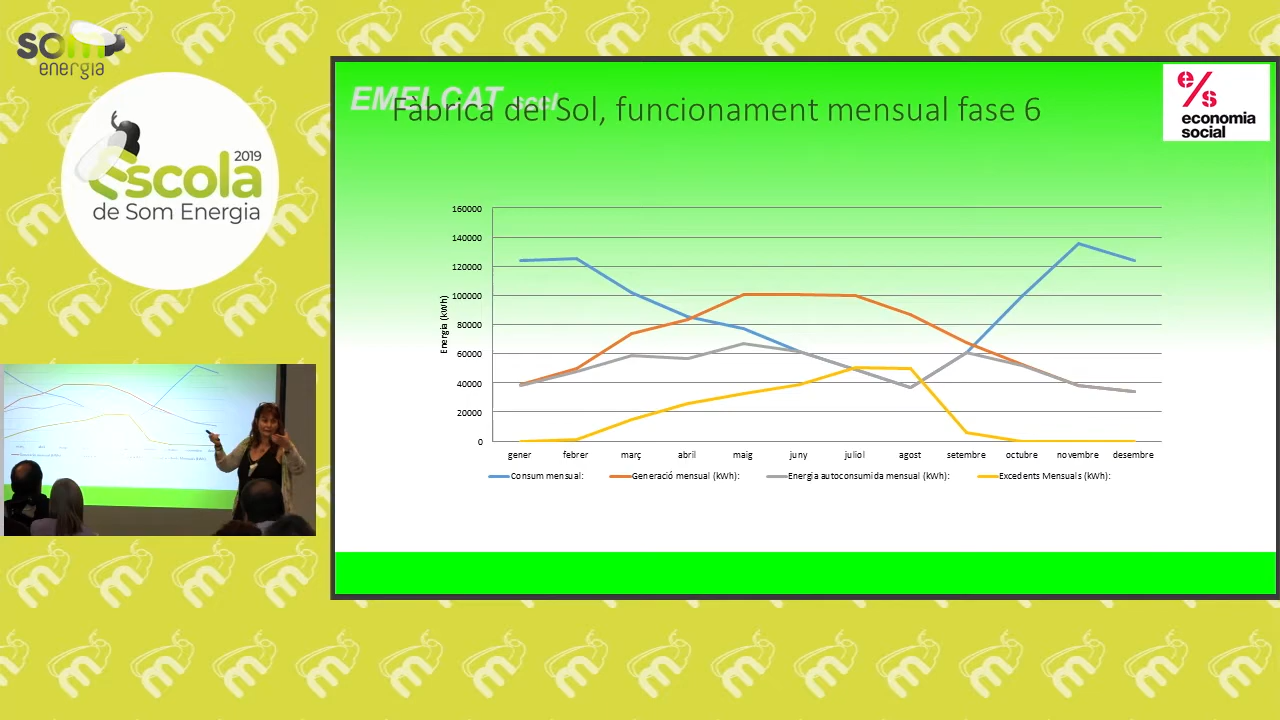 som
energia
2019
Escola
de Som Energia
EMELCAT sccl
Fàbrica del Sol, funcionament mensual fase 6
e/s
economia
social
160000
140000
120000
100000
80000
60000
40000
20000
0
Energia (kWh)
gener febrer març abril maig juny juliol agost setembre octubre novembre desembre
Consum mensual: Generació mensual (kWh): Energia autoconsumida mensual (kWh): Excedents Mensuals (kWh):